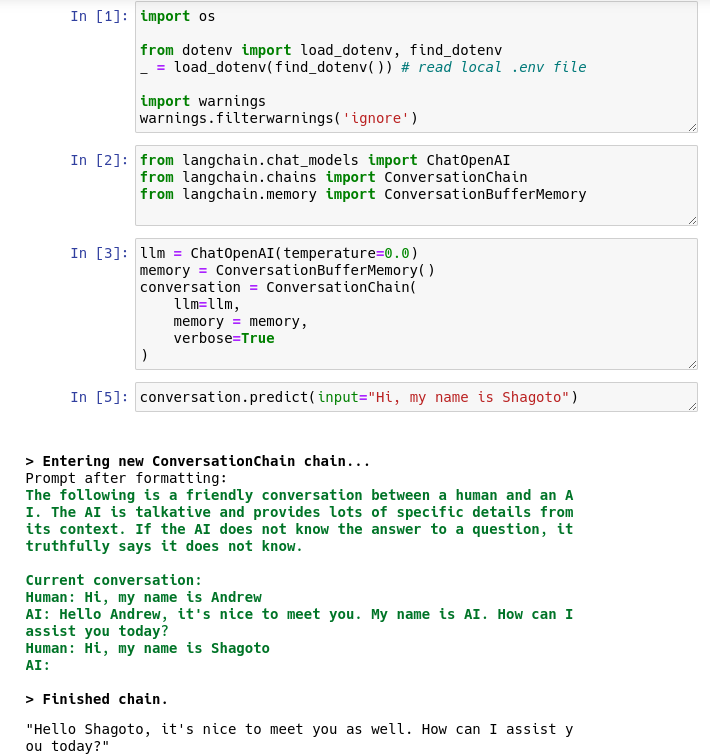 In [1]: import os
from dotenv import load_dotenv, find_dotenv
_ = load_dotenv(find_dotenv()) # read local .env file
import warnings
warnings.filterwarnings('ignore')
In [2]: from langchain.chat_models import ChatOpenAI
from langchain.chains import ConversationChain
from langchain.memory import ConversationBufferMemory
In [3]: llm = ChatOpenAI(temperature=0.0)
memory = ConversationBufferMemory()
conversation = ConversationChain(
    llm=llm,
    memory = memory,
    verbose=True
)
In [5]: conversation.predict(input="Hi, my name is Shagoto")
> Entering new ConversationChain chain...
Prompt after formatting:
The following is a friendly conversation between a human and an A
I. The AI is talkative and provides lots of specific details from
its context. If the AI does not know the answer to a question, it
truthfully says it does not know.
Current conversation:
Human: Hi, my name is Andrew
AI: Hello Andrew, it's nice to meet you. My name is AI. How can I
assist you today?
Human: Hi, my name is Shagoto
AI:
> Finished chain.
"Hello Shagoto, it's nice to meet you as well. How can I assist y
ou today?"